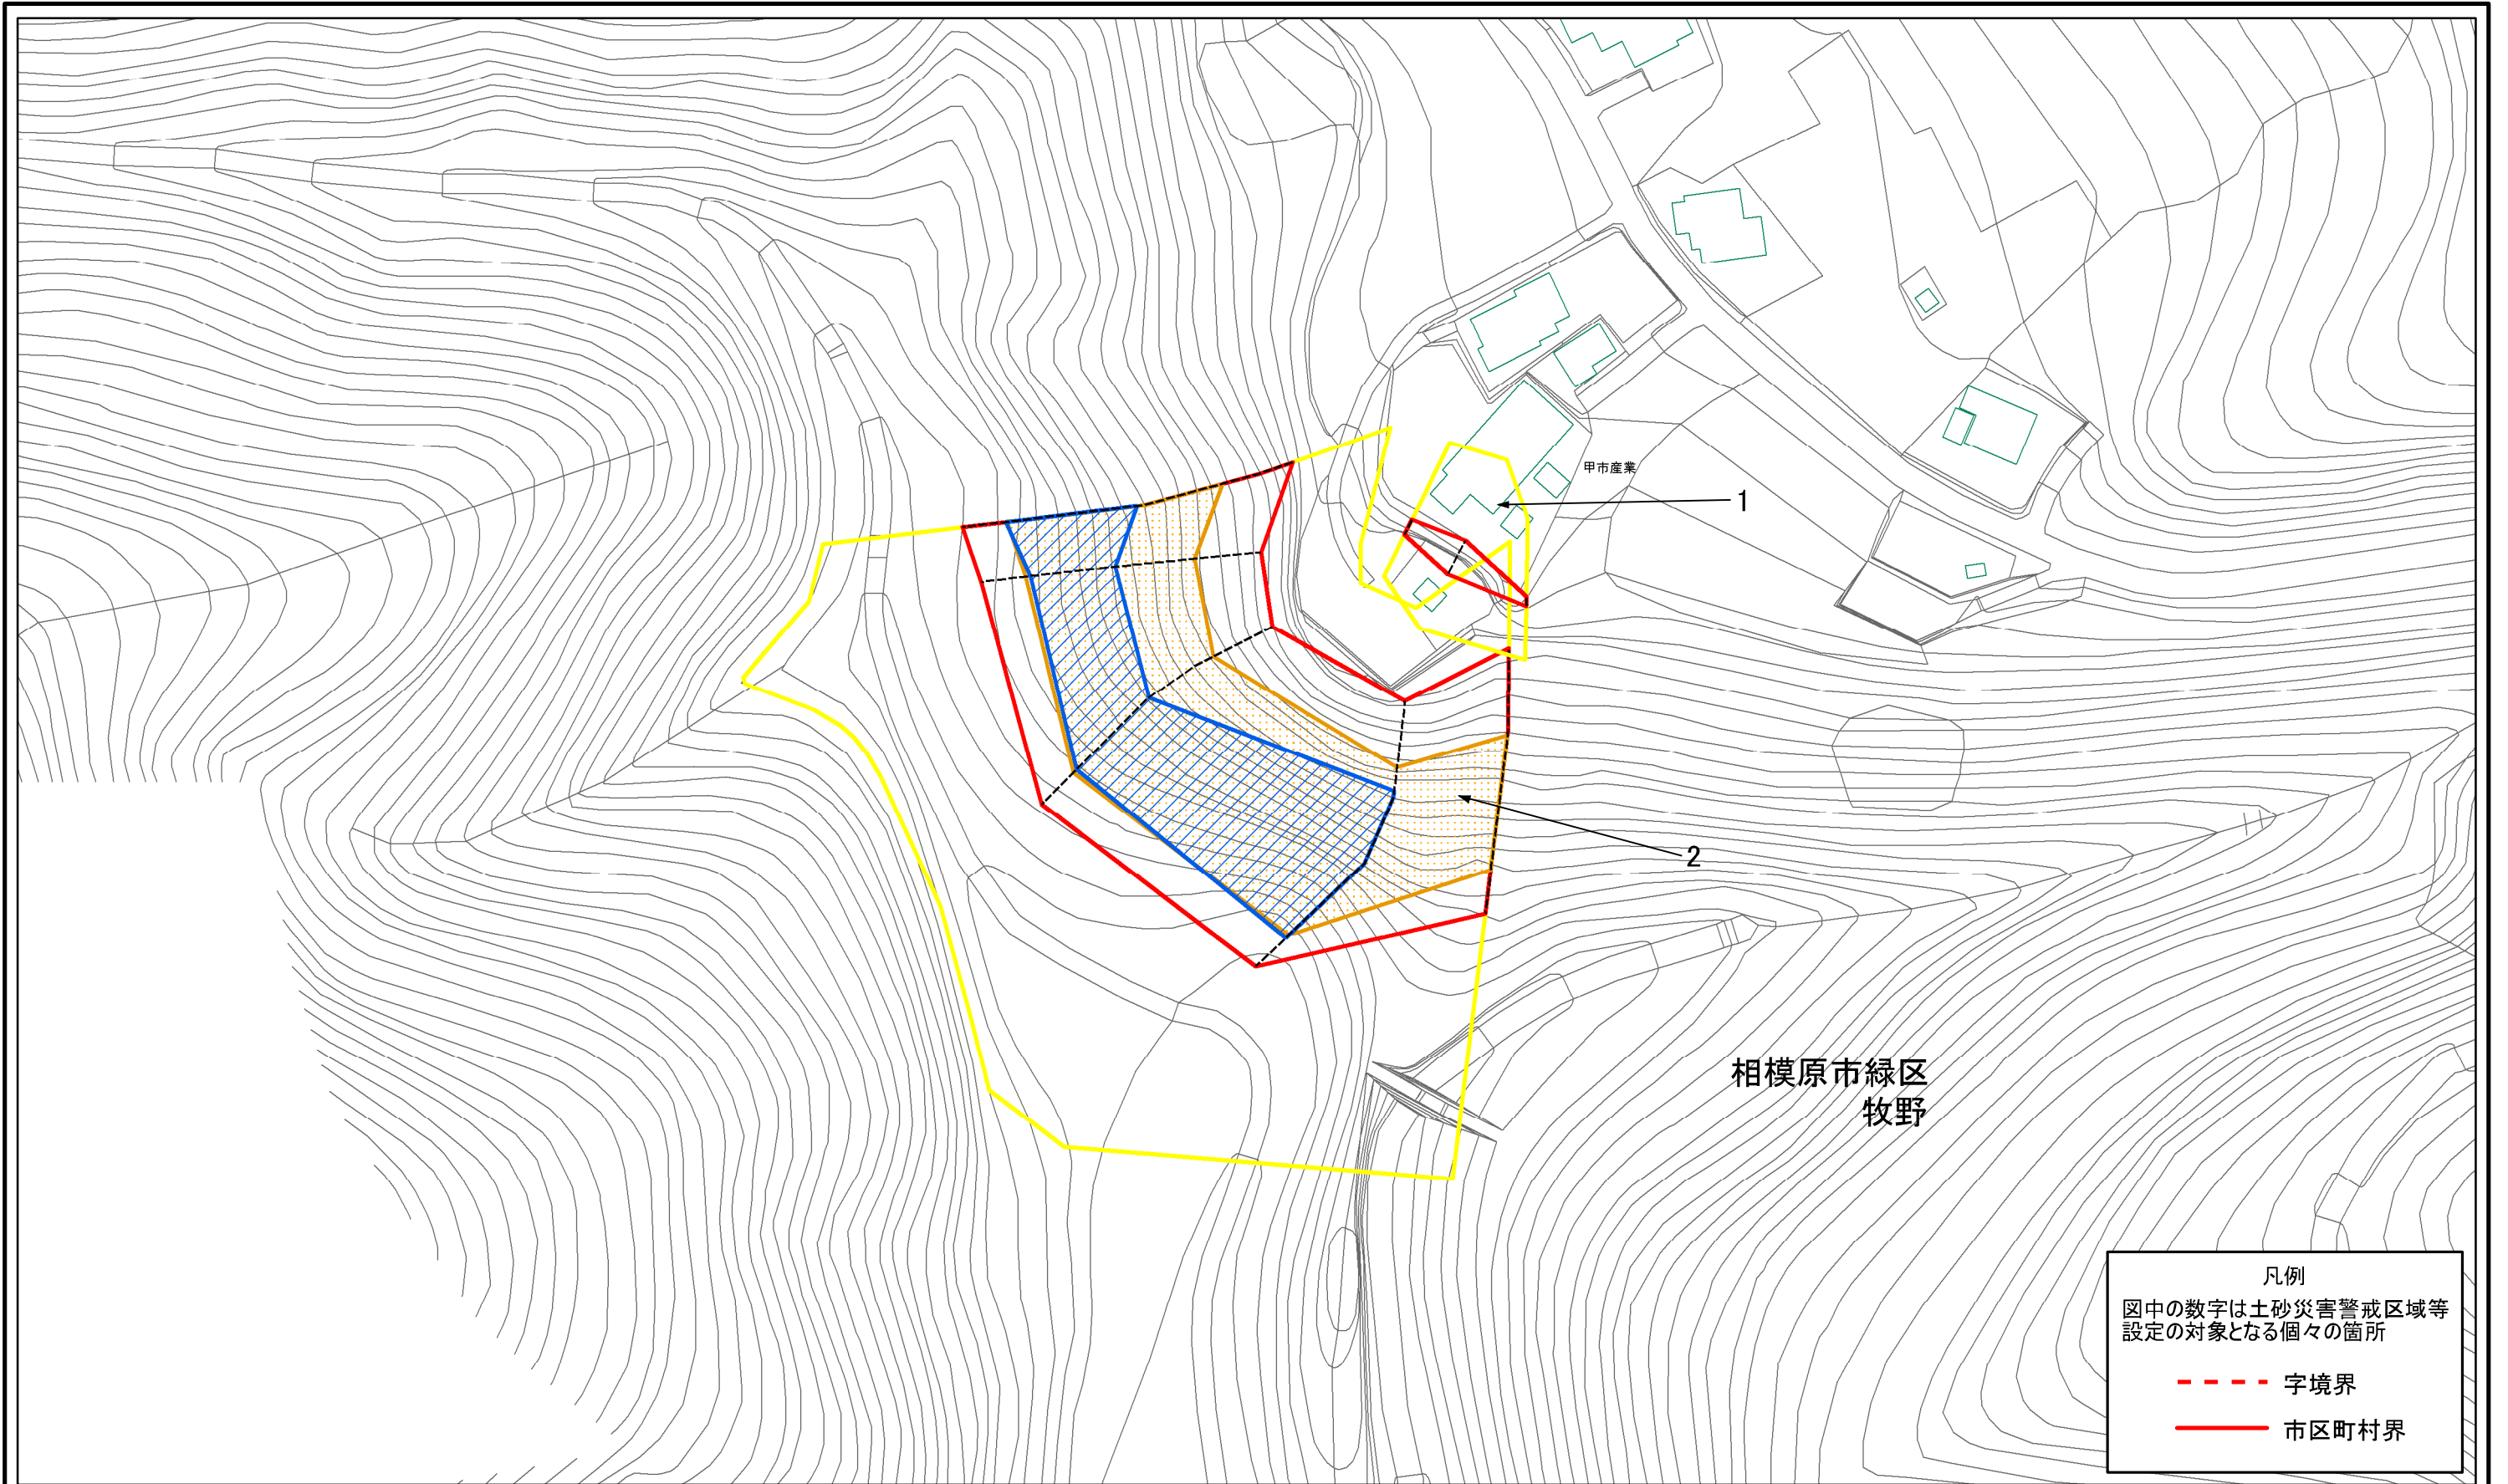 甲市産業
1
2
相模原市緑区
牧野
凡例
図中の数字は土砂災害警戒区域等
設定の対象となる個々の箇所
字境界
市区町村界